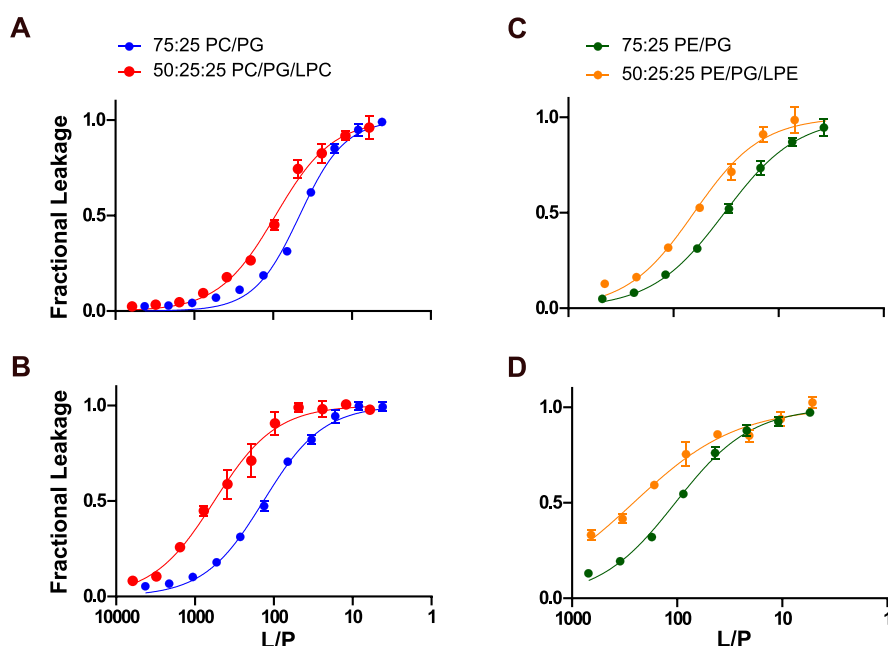 A
75:25 PC/PG
50:25:25 PC/PG/LPC
Fractional Leakage
1.0
0.5
0.0
C
75:25 PE/PG
50:25:25 PE/PG/LPE
1.0
0.5
0.0
B
Fractional Leakage
1.0
0.5
0.0
10000
1000
100
10
1
L/P
D
1.0
0.5
0.0
1000
100
10
1
L/P